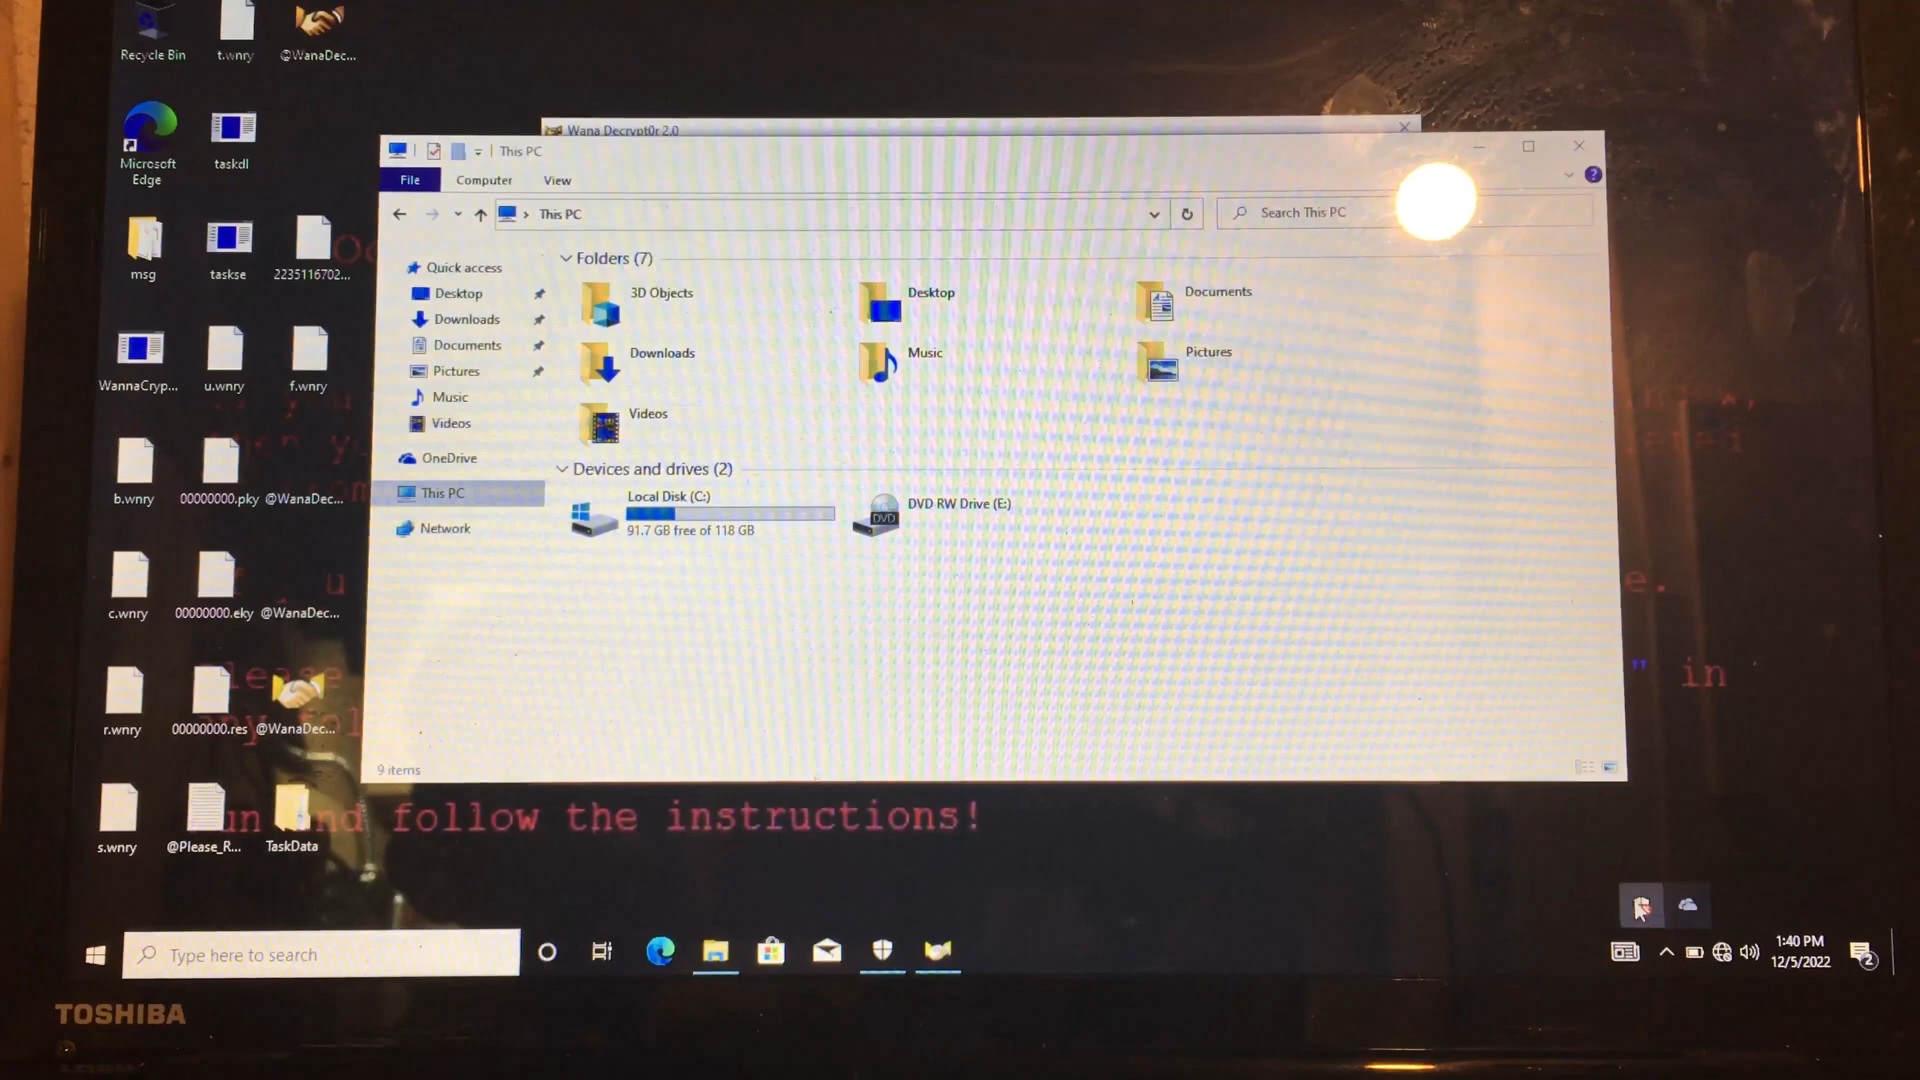 Recycle Bin
t.wnry
@WanaDec...
Microsoft
Edge
taskdl
msg
taskse
2235116702...
WannaCryp...
u.wnry
f.wnry
b.wnry
00000000.pky
@WanaDec...
c.wnry
00000000.eky
@WanaDec...
r.wnry
00000000.res
@WanaDec...
s.wnry
@Please_R...
TaskData
Wana Decrypt0r 2.0
This PC
File
Computer
View
This PC
Search This PC
Quick access
Desktop
Downloads
Documents
Pictures
Music
Videos
OneDrive
This PC
Network
Folders (7)
3D Objects
Desktop
Documents
Downloads
Music
Pictures
Videos
Devices and drives (2)
Local Disk (C:)
91.7 GB free of 118 GB
DVD RW Drive (E:)
9 items
" in
and follow the instructions!
Type here to search
1:40 PM
12/5/2022
2
TOSHIBA